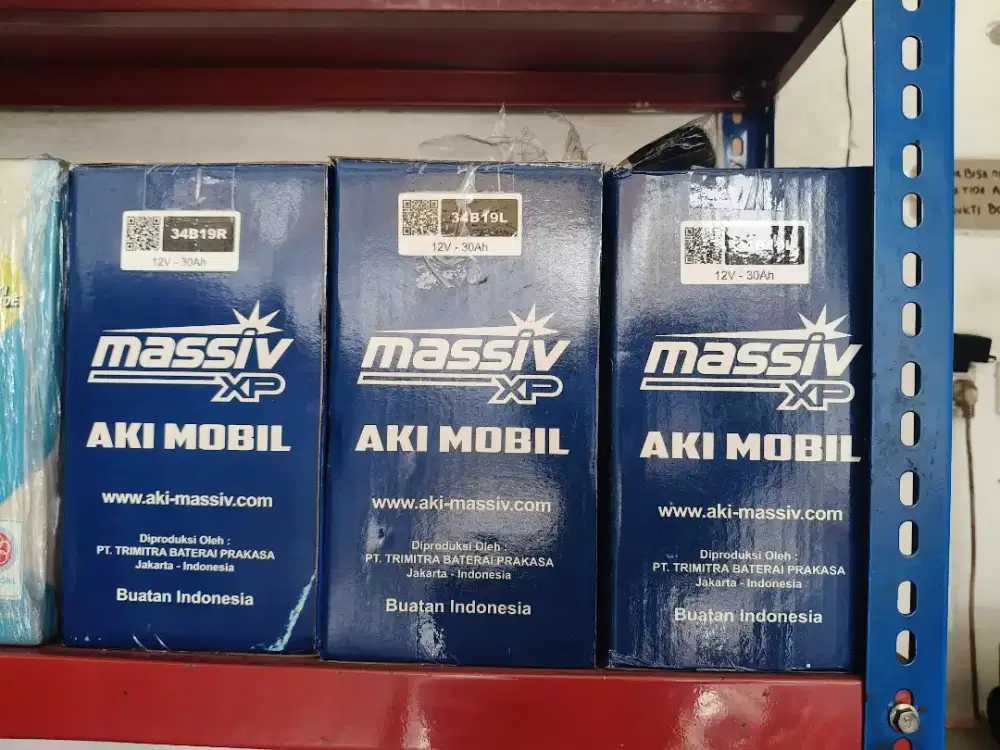 34B19R
12V - 30Ah
massiv
XP
AKI MOBIL
www.aki-massiv.com
Diproduksi Oleh :
PT. TRIMITRA BATERAI PRAKASA
Jakarta - Indonesia
Buatan Indonesia
34B19L
12V - 30Ah
massiv
XP
AKI MOBIL
www.aki-massiv.com
Diproduksi Oleh :
PT. TRIMITRA BATERAI PRAKASA
Jakarta - Indonesia
Buatan Indonesia
12V - 30Ah
massiv
XP
AKI MOBIL
www.aki-massiv.com
Diproduksi Oleh :
PT. TRIMITRA BATERAI PRAKASA
Jakarta - Indonesia
Buatan Indonesia
BISA